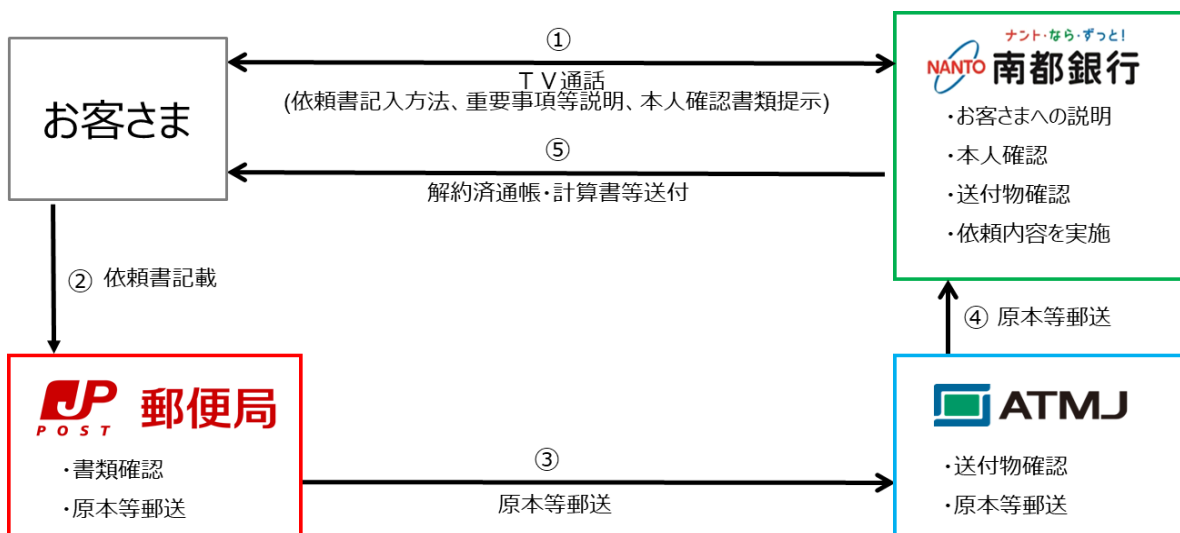 お客さま
①
TV通話
(依頼書記入方法、重要事項等説明、本人確認書類提示)
⑤
解約済通帳・計算書等送付
ナント・なら・ずっと!
NANTO 南都銀行
・お客さまへの説明
・本人確認
・送付物確認
・依頼内容を実施
② 依頼書記載
④ 原本等郵送
JP
POST
郵便局
・書類確認
・原本等郵送
③
原本等郵送
ATMJ
・送付物確認
・原本等郵送